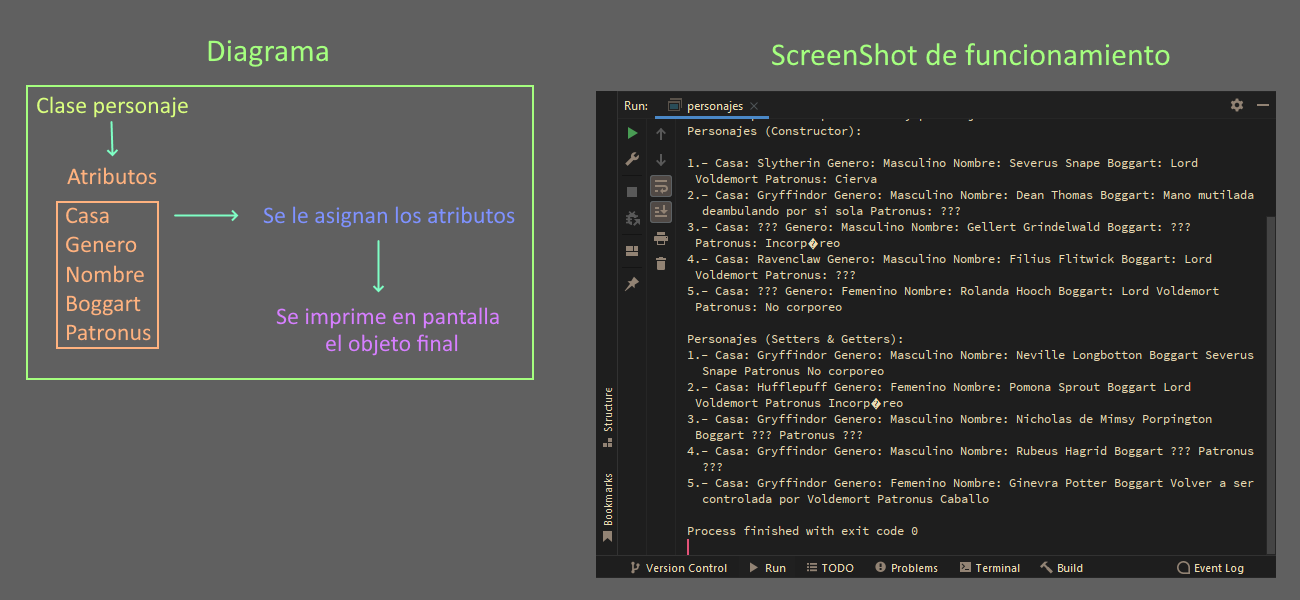 Diagrama
Clase personaje
Atributos
Casa
Genero
Nombre
Boggart
Patronus
Se le asignan los atributos
Se imprime en pantalla
el objeto final
ScreenShot de funcionamiento
Run:
personajes
Personajes (Constructor):
1.- Casa: Slytherin Genero: Masculino Nombre: Severus Snape Boggart: Lord
Voldemort Patronus: Cierva
2.- Casa: Gryffindor Genero: Masculino Nombre: Dean Thomas Boggart: Mano mutilada
deambulando por si sola Patronus: ???
3.- Casa: ??? Genero: Masculino Nombre: Gellert Grindelwald Boggart: ???
Patronus: Incorp�reo
4.- Casa: Ravenclaw Genero: Masculino Nombre: Filius Flitwick Boggart: Lord
Voldemort Patronus: ???
5.- Casa: ??? Genero: Femenino Nombre: Rolanda Hooch Boggart: Lord Voldemort
Patronus: No corporeo
Personajes (Setters & Getters):
1.- Casa: Gryffindor Genero: Masculino Nombre: Neville Longbotton Boggart Severus
Snape Patronus No corporeo
2.- Casa: Hufflepuff Genero: Femenino Nombre: Pomona Sprout Boggart Lord
Voldemort Patronus Incorp�reo
3.- Casa: Gryffindor Genero: Masculino Nombre: Nicholas de Mimsy Porpington
Boggart ??? Patronus ???
4.- Casa: Gryffindor Genero: Masculino Nombre: Rubeus Hagrid Boggart ??? Patronus
???
5.- Casa: Gryffindor Genero: Femenino Nombre: Ginevra Potter Boggart Volver a ser
controlada por Voldemort Patronus Caballo
Process finished with exit code 0
Structure
Bookmarks
Version Control
Run
TODO
Problems
Terminal
Build
Event Log